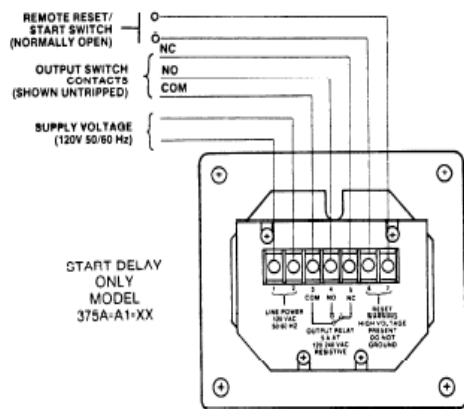 REMOTE RESET/
START SWITCH
(NORMALLY OPEN)
NC
OUTPUT SWITCH
CONTACTS
(SHOWN UNTRIPPED)
NO
COM
SUPPLY VOLTAGE
(120V 50/60 Hz)
START DELAY
ONLY
MODEL
375A=A1=XX
1 2 3 4 5 6 7
COM NO NC
LINE POWER
120 VAC
50/60 HZ
OUTPUT RELAY
5 A AT
120 240 VAC
RESISTIVE
RESET
WARNING
HIGH VOLTAGE
PRESENT
DO NOT
GROUND